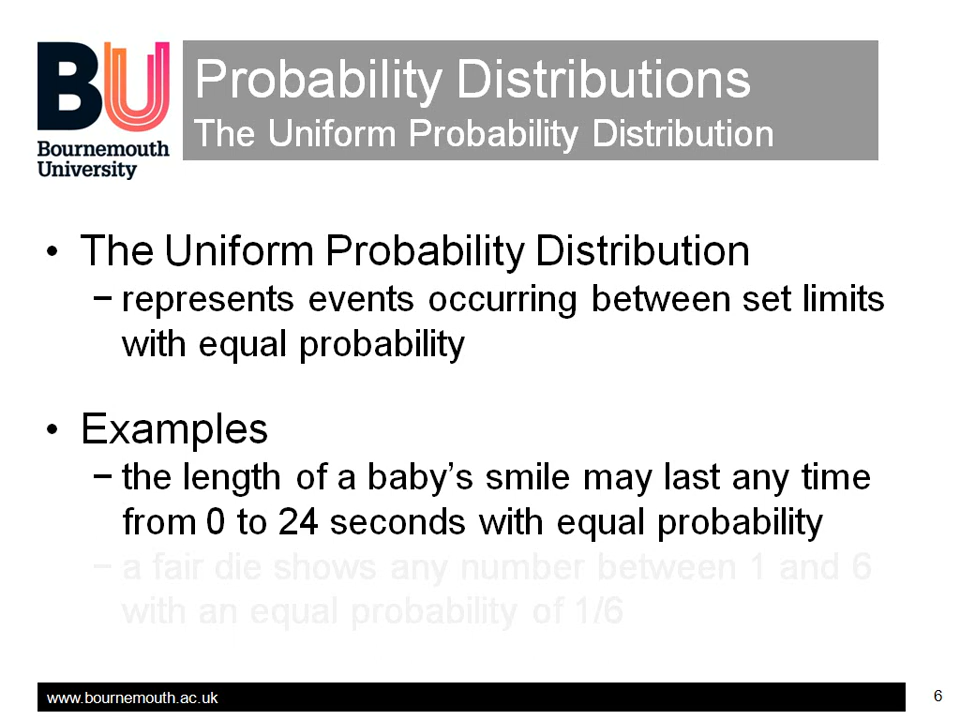 BU
Bournemouth
University
Probability Distributions
The Uniform Probability Distribution
• The Uniform Probability Distribution
– represents events occurring between set limits
with equal probability
• Examples
– the length of a baby’s smile may last any time
from 0 to 24 seconds with equal probability
– a fair die shows any number between 1 and 6
with an equal probability of 1/6
www.bournemouth.ac.uk
6